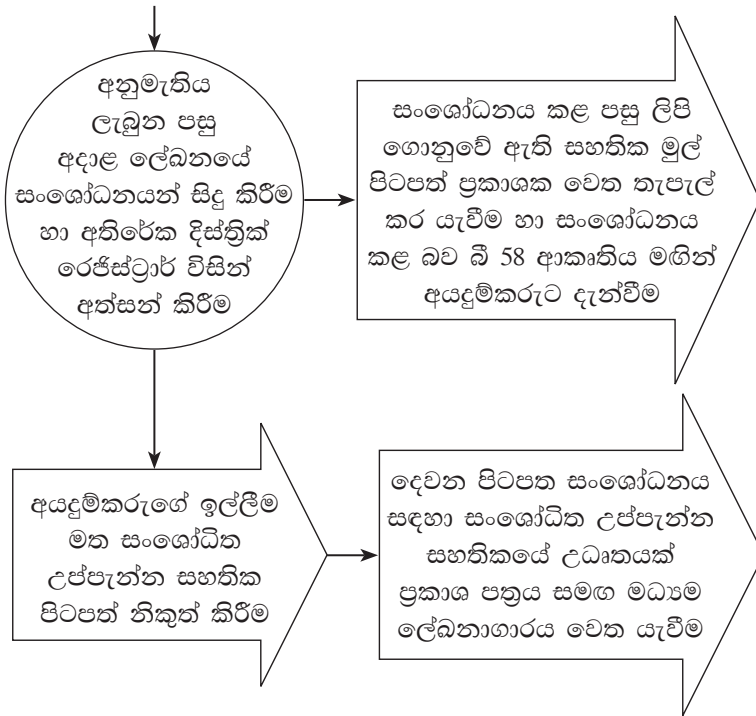 අනුමැතිය
ලැබුන පසු
අදාළ ලේඛනයේ
සංශෝධනයන් සිදු කිරීම
හා අතිරේක දිස්ත්‍රික්
රෙජිස්ට්‍රාර් විසින්
අත්සන් කිරීම
සංශෝධනය කළ පසු ලිපි
ගොනුවේ ඇති සහතික මුල්
පිටපත් ප්‍රකාශක වෙත තැපැල්
කර යැවීම හා සංශෝධනය
කළ බව බී 58 ආකෘතිය මඟින්
අයදුම්කරුට දැන්වීම
අයදුම්කරුගේ ඉල්ලීම
මත සංශෝධිත
උප්පැන්න සහතික
පිටපත් නිකුත් කිරීම
දෙවන පිටපත සංශෝධනය
සඳහා සංශෝධිත උප්පැන්න
සහතිකයේ උධෘතයක්
ප්‍රකාශ පත්‍රය සමඟ මධ්‍යම
ලේඛනාගාරය වෙත යැවීම